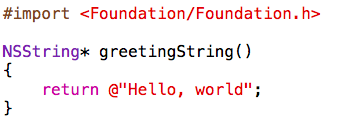 #import <Foundation/Foundation.h>
NSString* greetingString()
{
    return @"Hello, world";
}